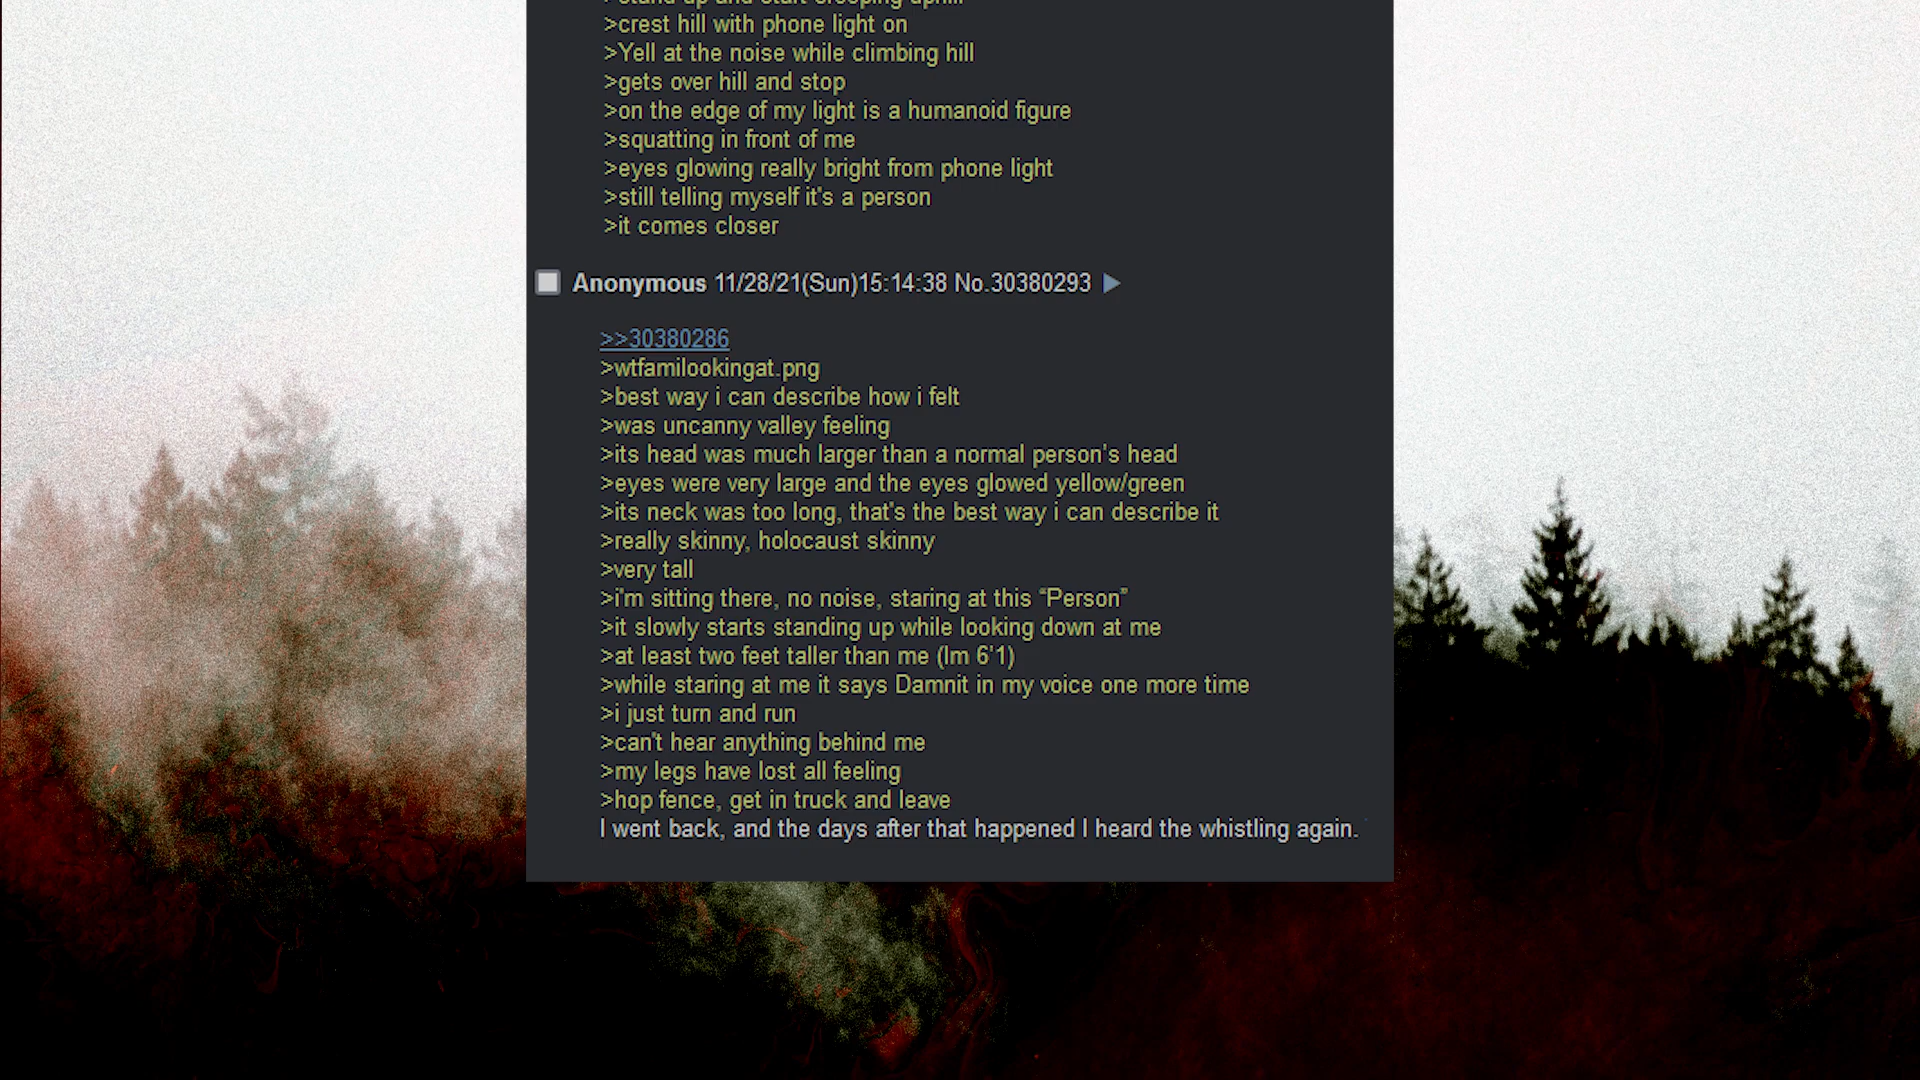 >stand up and start creeping uphill
>crest hill with phone light on
>Yell at the noise while climbing hill
>gets over hill and stop
>on the edge of my light is a humanoid figure
>squatting in front of me
>eyes glowing really bright from phone light
>still telling myself it's a person
>it comes closer
Anonymous 11/28/21(Sun)15:14:38 No.30380293
>>30380286
>wtfamilookingat.png
>best way i can describe how i felt
>was uncanny valley feeling
>its head was much larger than a normal person's head
>eyes were very large and the eyes glowed yellow/green
>its neck was too long, that's the best way i can describe it
>really skinny, holocaust skinny
>very tall
>i'm sitting there, no noise, staring at this “Person”
>it slowly starts standing up while looking down at me
>at least two feet taller than me (Im 6'1)
>while staring at me it says Damnit in my voice one more time
>i just turn and run
>can't hear anything behind me
>my legs have lost all feeling
>hop fence, get in truck and leave
I went back, and the days after that happened I heard the whistling again.